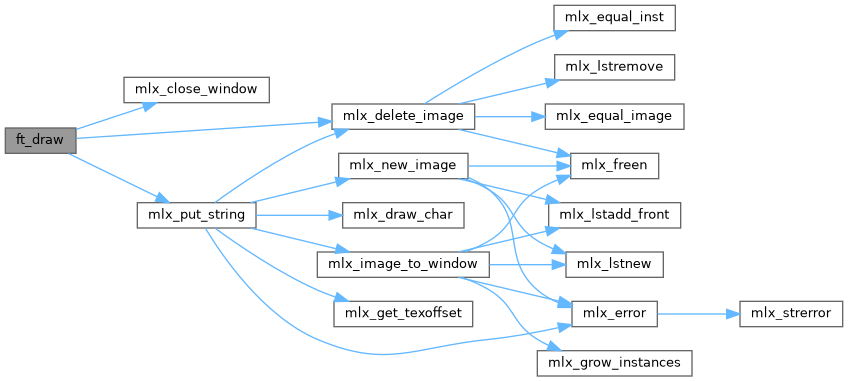 ft_draw
mlx_close_window
mlx_put_string
mlx_delete_image
mlx_new_image
mlx_draw_char
mlx_image_to_window
mlx_get_texoffset
mlx_equal_inst
mlx_lstremove
mlx_equal_image
mlx_freen
mlx_lstadd_front
mlx_lstnew
mlx_error
mlx_grow_instances
mlx_strerror